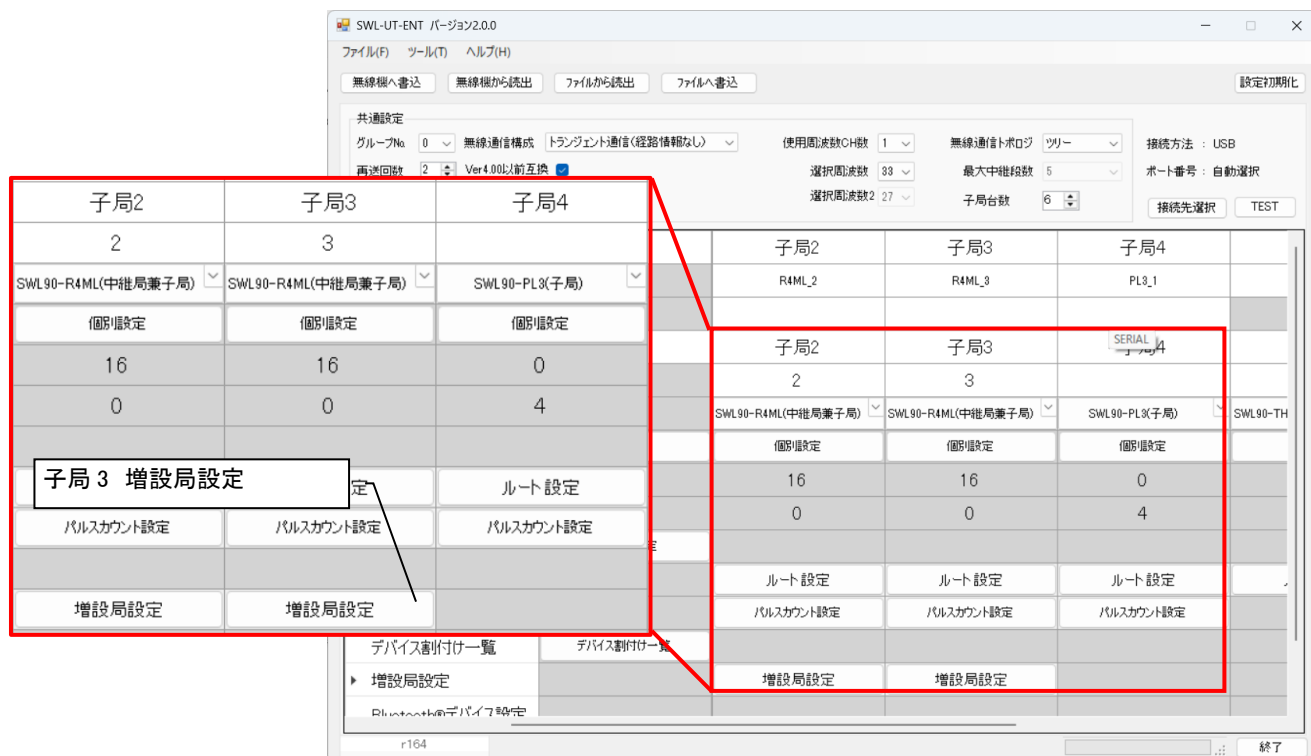 SWL-UT-ENT バージョン2.0.0
ファイル(F) ツール(T) ヘルプ(H)
無線機へ書込 無線機から読出 ファイルから読出 ファイルへ書込 設定初期化
共通設定
グループNo. 0 無線通信構成 トランジェント通信(経路情報なし) 使用周波数CH数 1 無線通信トポロジ ツリー 接続方法 : USB
再送回数 2 Ver4.00以前互換 選択周波数 33 最大中継段数 5 ポート番号 : 自動選択
選択周波数2 27 子局台数 6 接続先選択 TEST
子局2 子局3 子局4
2 3
SWL90-R4ML(中継局兼子局) SWL90-R4ML(中継局兼子局) SWL90-PL3(子局)
個別設定 個別設定 個別設定
16 16 0
0 0 4
子局3 増設局設定
定 ルート設定
パルスカウント設定 パルスカウント設定 パルスカウント設定
増設局設定 増設局設定
子局2 子局3 子局4
R4ML_2 R4ML_3 PL3_1
SERIAL
子局2 子局3 子局4
2 3
SWL90-R4ML(中継局兼子局) SWL90-R4ML(中継局兼子局) SWL90-PL3(子局) SWL90-TH
個別設定 個別設定 個別設定
16 16 0
0 0 4
ルート設定 ルート設定 ルート設定
パルスカウント設定 パルスカウント設定 パルスカウント設定
デバイス割付け一覧 デバイス割付け一覧
増設局設定 増設局設定 増設局設定
Bluetooth®デバイス設定
r164 終了